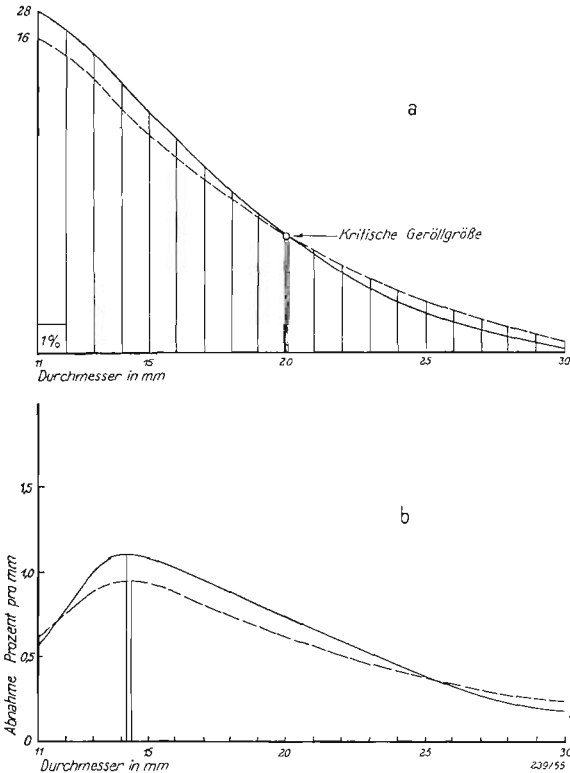 28
16
a
Kritische Geröllgröße
1%
11 15 20 25 30
Durchmesser in mm
b
Abnahme Prozent pro mm
1,5
1,0
0,5
0
11 15 20 25 30
Durchmesser in mm
239/55